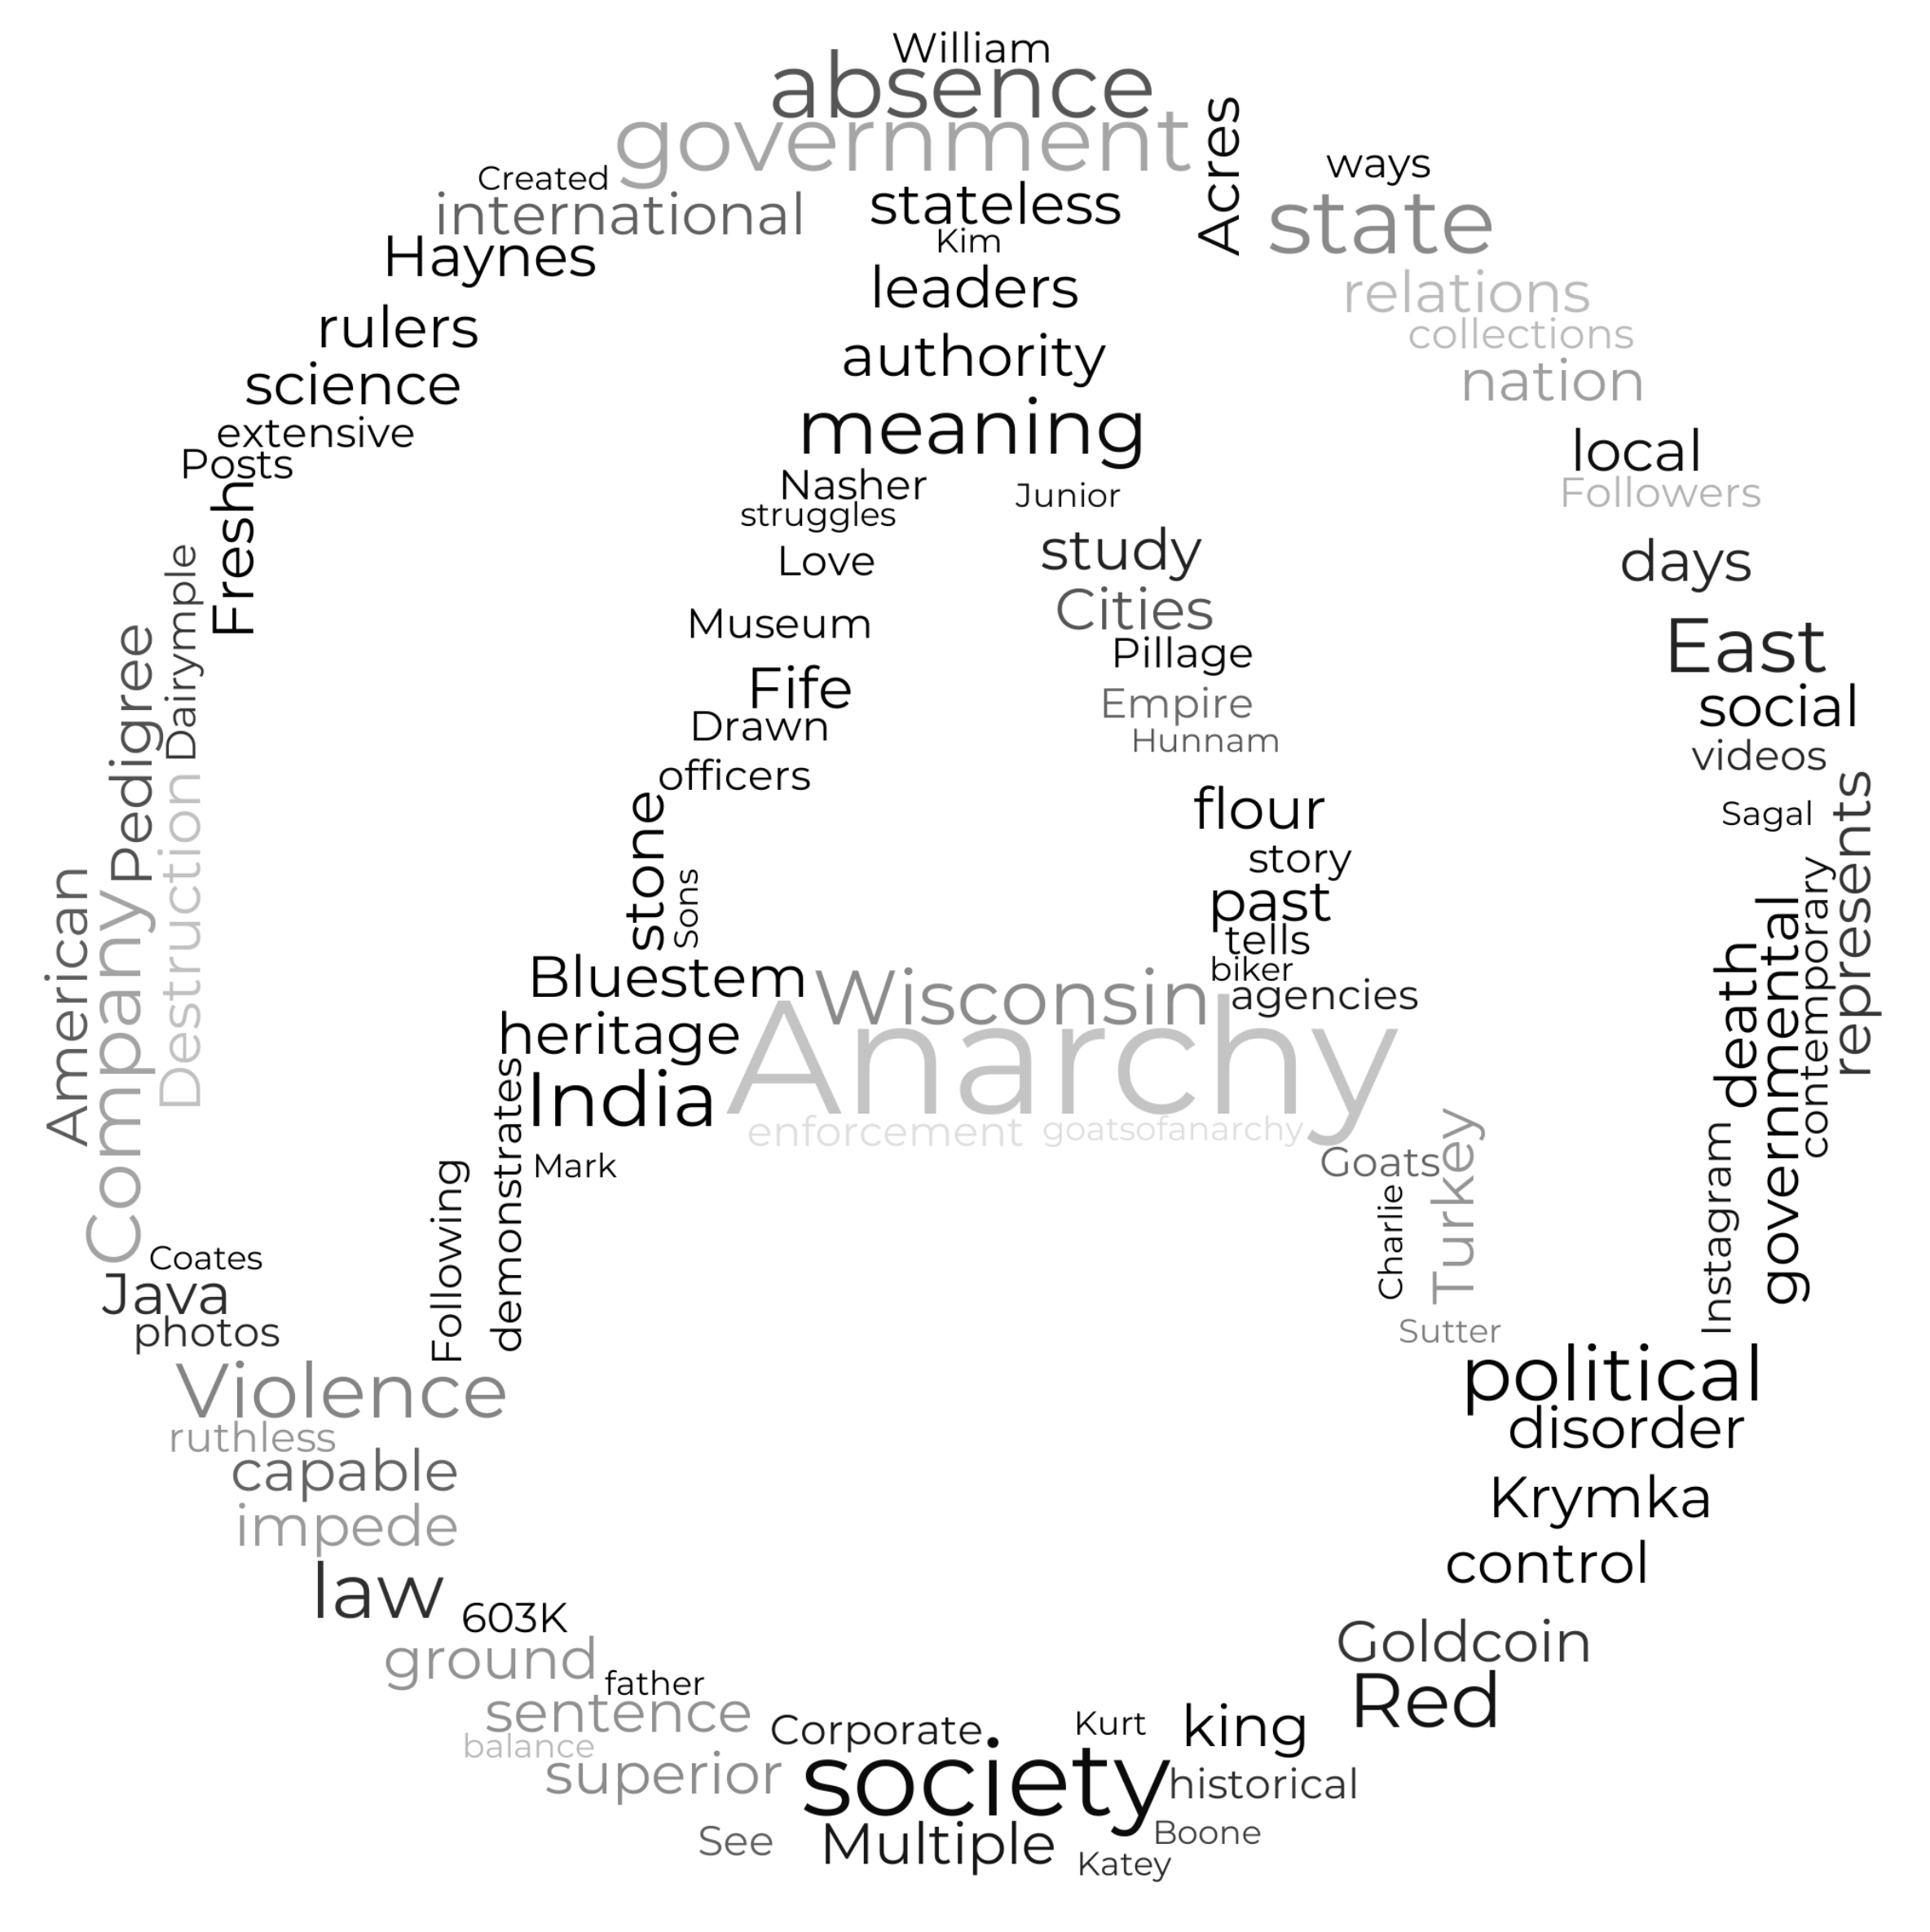 William
absence
government
Acres
Created
ways
international
stateless
state
Kim
Haynes
leaders
relations
rulers
collections
authority
nation
science
extensive
meaning
local
Posts
Nasher
Junior
Followers
Fresh
struggles
Love
study
days
Dairymple
Cities
Museum
Pillage
East
Pedigree
Fife
Empire
social
Drawn
Hunnam
videos
Destruction
officers
flour
Sagal
represents
stone
story
American
Company
Sons
past
tells
contemporary
governmental
death
Bluestem
Wisconsin
biker
agencies
heritage
Anarchy
India
enforcement
goatsofanarchy
demonstrates
Mark
Goats
Turkey
Following
Charlie
Instagram
Coates
Java
photos
Sutter
Violence
political
ruthless
disorder
capable
Krymka
impede
control
law
603K
ground
Goldcoin
father
sentence
Red
Corporate
Kurt
king
balance
superior
society
historical
See
Multiple
Boone
Katey